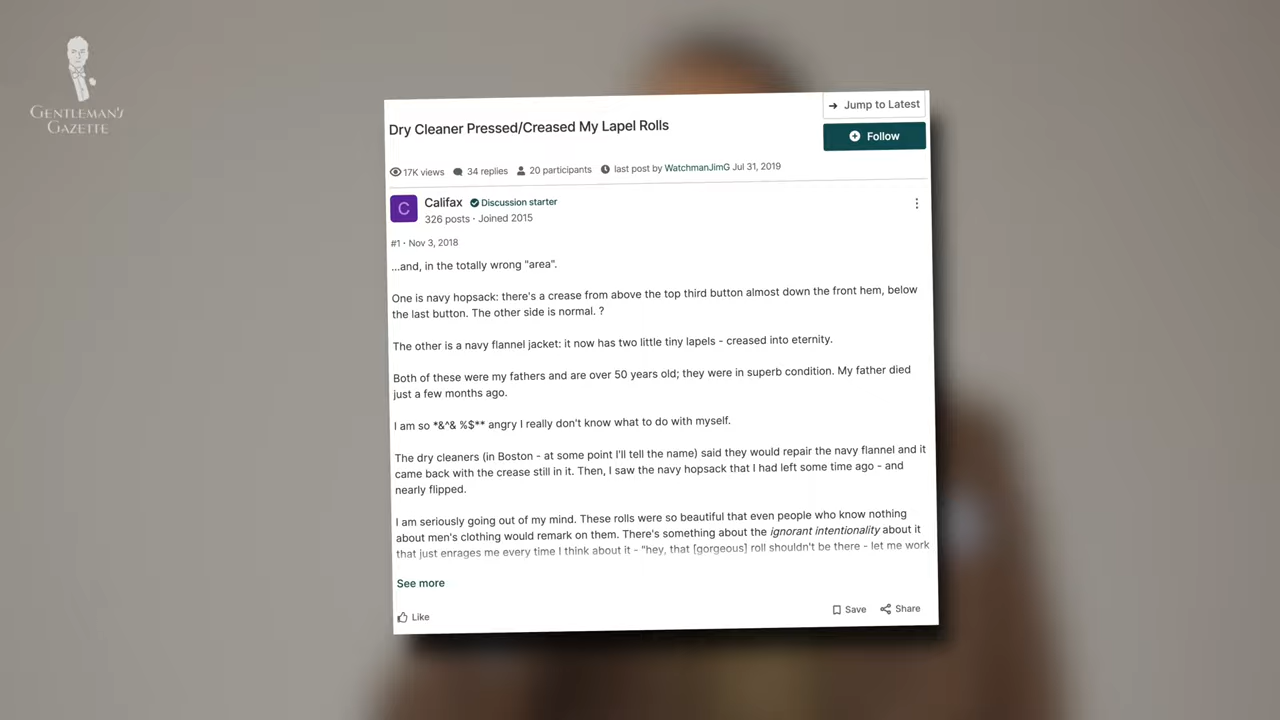 GENTLEMAN'S
GAZETTE
Jump to Latest
Dry Cleaner Pressed/Creased My Lapel Rolls
Follow
17K views 34 replies 20 participants last post by WatchmanJimG Jul 31, 2019
C
Califax Discussion starter
326 posts · Joined 2015
#1 · Nov 3, 2018
...and, in the totally wrong "area".
One is navy hopsack: there's a crease from above the top third button almost down the front hem, below
the last button. The other side is normal. ?
The other is a navy flannel jacket: it now has two little tiny lapels - creased into eternity.
Both of these were my fathers and are over 50 years old; they were in superb condition. My father died
just a few months ago.
I am so *&^& %$** angry I really don't know what to do with myself.
The dry cleaners (in Boston - at some point I'll tell the name) said they would repair the navy flannel and it
came back with the crease still in it. Then, I saw the navy hopsack that I had left some time ago - and
nearly flipped.
I am seriously going out of my mind. These rolls were so beautiful that even people who know nothing
about men's clothing would remark on them. There's something about the ignorant intentionality about it
that just enrages me every time I think about it - "hey, that [gorgeous] roll shouldn't be there - let me work
See more
Like
Save
Share